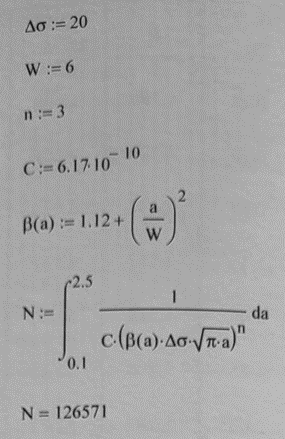 Δσ := 20
W := 6
n := 3
C := 6.17·10^− 10
β(a) := 1.12 + (a/W)^2
N := ∫_0.1^2.5 1/(C·(β(a)·Δσ·√(π·a))^n) da
N = 126571